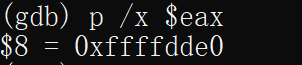 (gdb) p /x $eax
$8 = 0xffffdde0